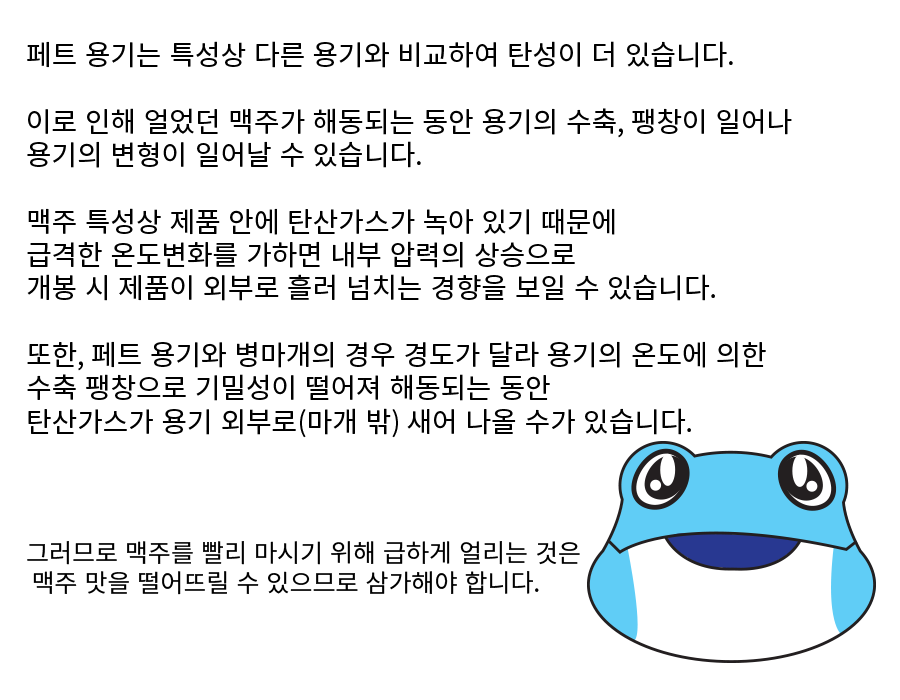 페트 용기는 특성상 다른 용기와 비교하여 탄성이 더 있습니다.
이로 인해 얼었던 맥주가 해동되는 동안 용기의 수축, 팽창이 일어나
용기의 변형이 일어날 수 있습니다.
맥주 특성상 제품 안에 탄산가스가 녹아 있기 때문에
급격한 온도변화를 가하면 내부 압력의 상승으로
개봉 시 제품이 외부로 흘러 넘치는 경향을 보일 수 있습니다.
또한, 페트 용기와 병마개의 경우 경도가 달라 용기의 온도에 의한
수축 팽창으로 기밀성이 떨어져 해동되는 동안
탄산가스가 용기 외부로(마개 밖) 새어 나올 수가 있습니다.
그러므로 맥주를 빨리 마시기 위해 급하게 얼리는 것은
맥주 맛을 떨어뜨릴 수 있으므로 삼가해야 합니다.